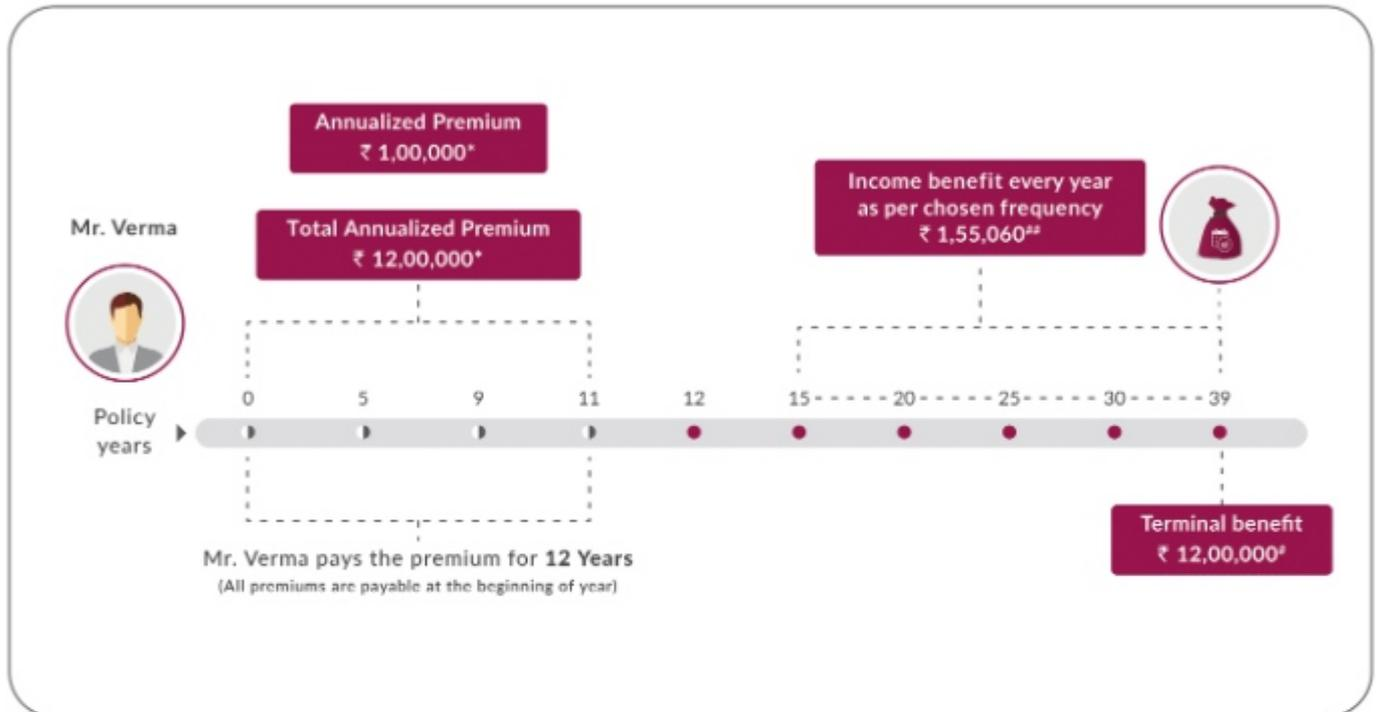 Annualized Premium
₹ 1,00,000*
Total Annualized Premium
₹ 12,00,000*
Mr. Verma
Income benefit every year
as per chosen frequency
₹ 1,55,060##
Policy
years
0 5 9 11 12 15 20 25 30 39
Mr. Verma pays the premium for 12 Years
(All premiums are payable at the beginning of year)
Terminal benefit
₹ 12,00,000#